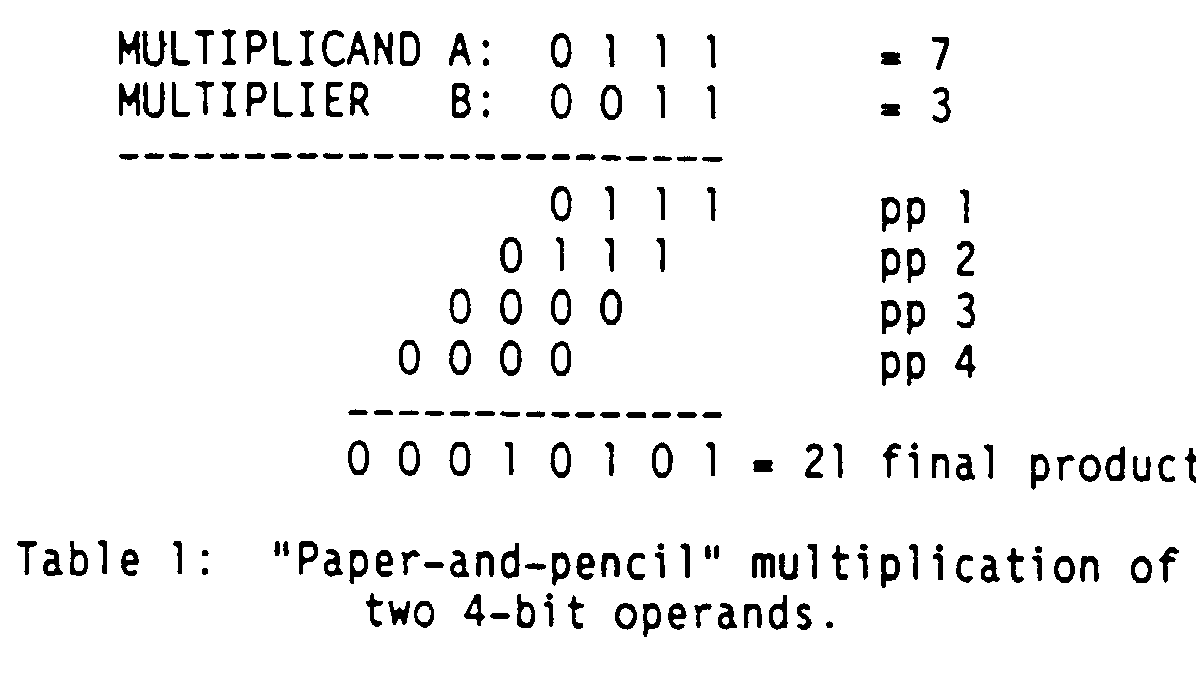 MULTIPLICAND A: 0 1 1 1 = 7
MULTIPLIER B: 0 0 1 1 = 3
------------------------
0 1 1 1 pp 1
0 1 1 1 pp 2
0 0 0 0 pp 3
0 0 0 0 pp 4
---------------
0 0 0 1 0 1 0 1 = 21 final product
Table 1: "Paper-and-pencil" multiplication of
two 4-bit operands.